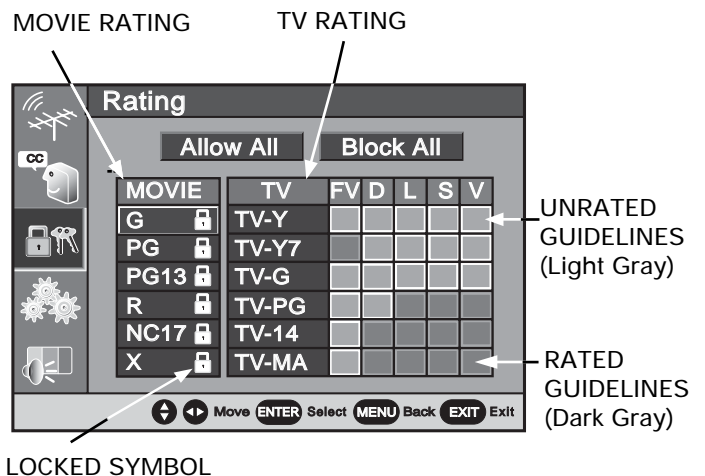 MOVIE RATING
TV RATING
Rating
CC
Allow All
Block All
MOVIE
TV FV D L S V
G TV-Y
PG TV-Y7
PG13 TV-G
R TV-PG
NC17 TV-14
X TV-MA
UNRATED
GUIDELINES
(Light Gray)
RATED
GUIDELINES
(Dark Gray)
Move ENTER Select MENU Back EXIT Exit
LOCKED SYMBOL